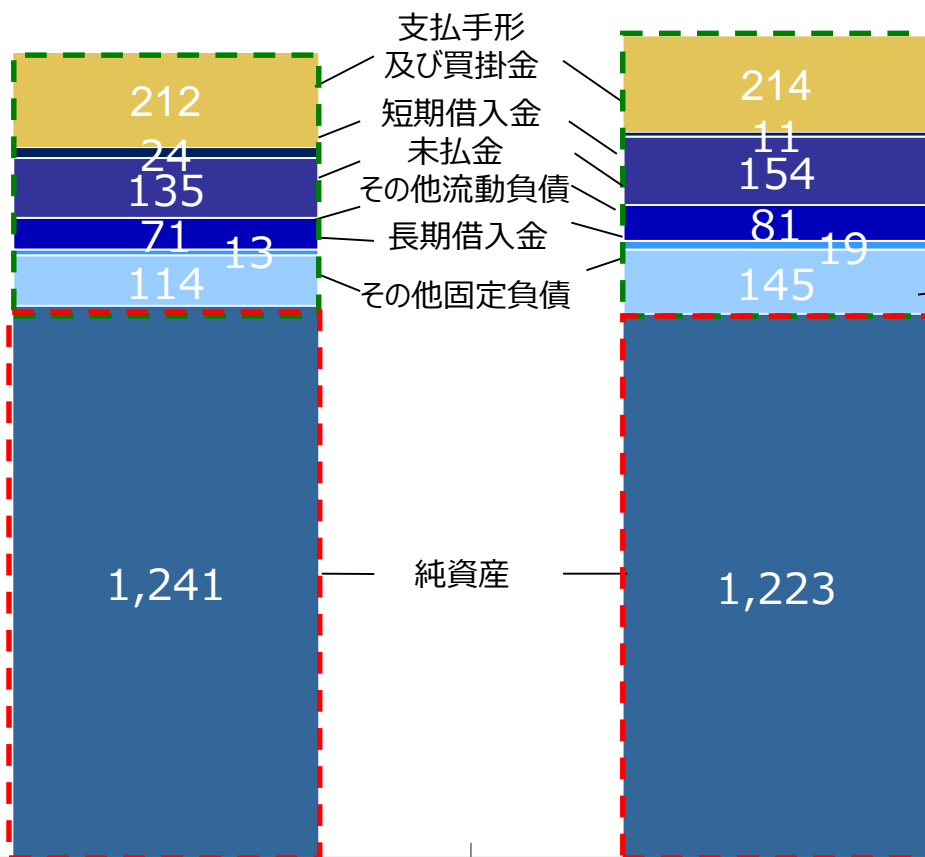 支払手形
及び買掛金
212
214
短期借入金
24
11
未払金
135
154
その他流動負債
71
81
長期借入金
13
19
その他固定負債
114
145
純資産
1,241
1,223